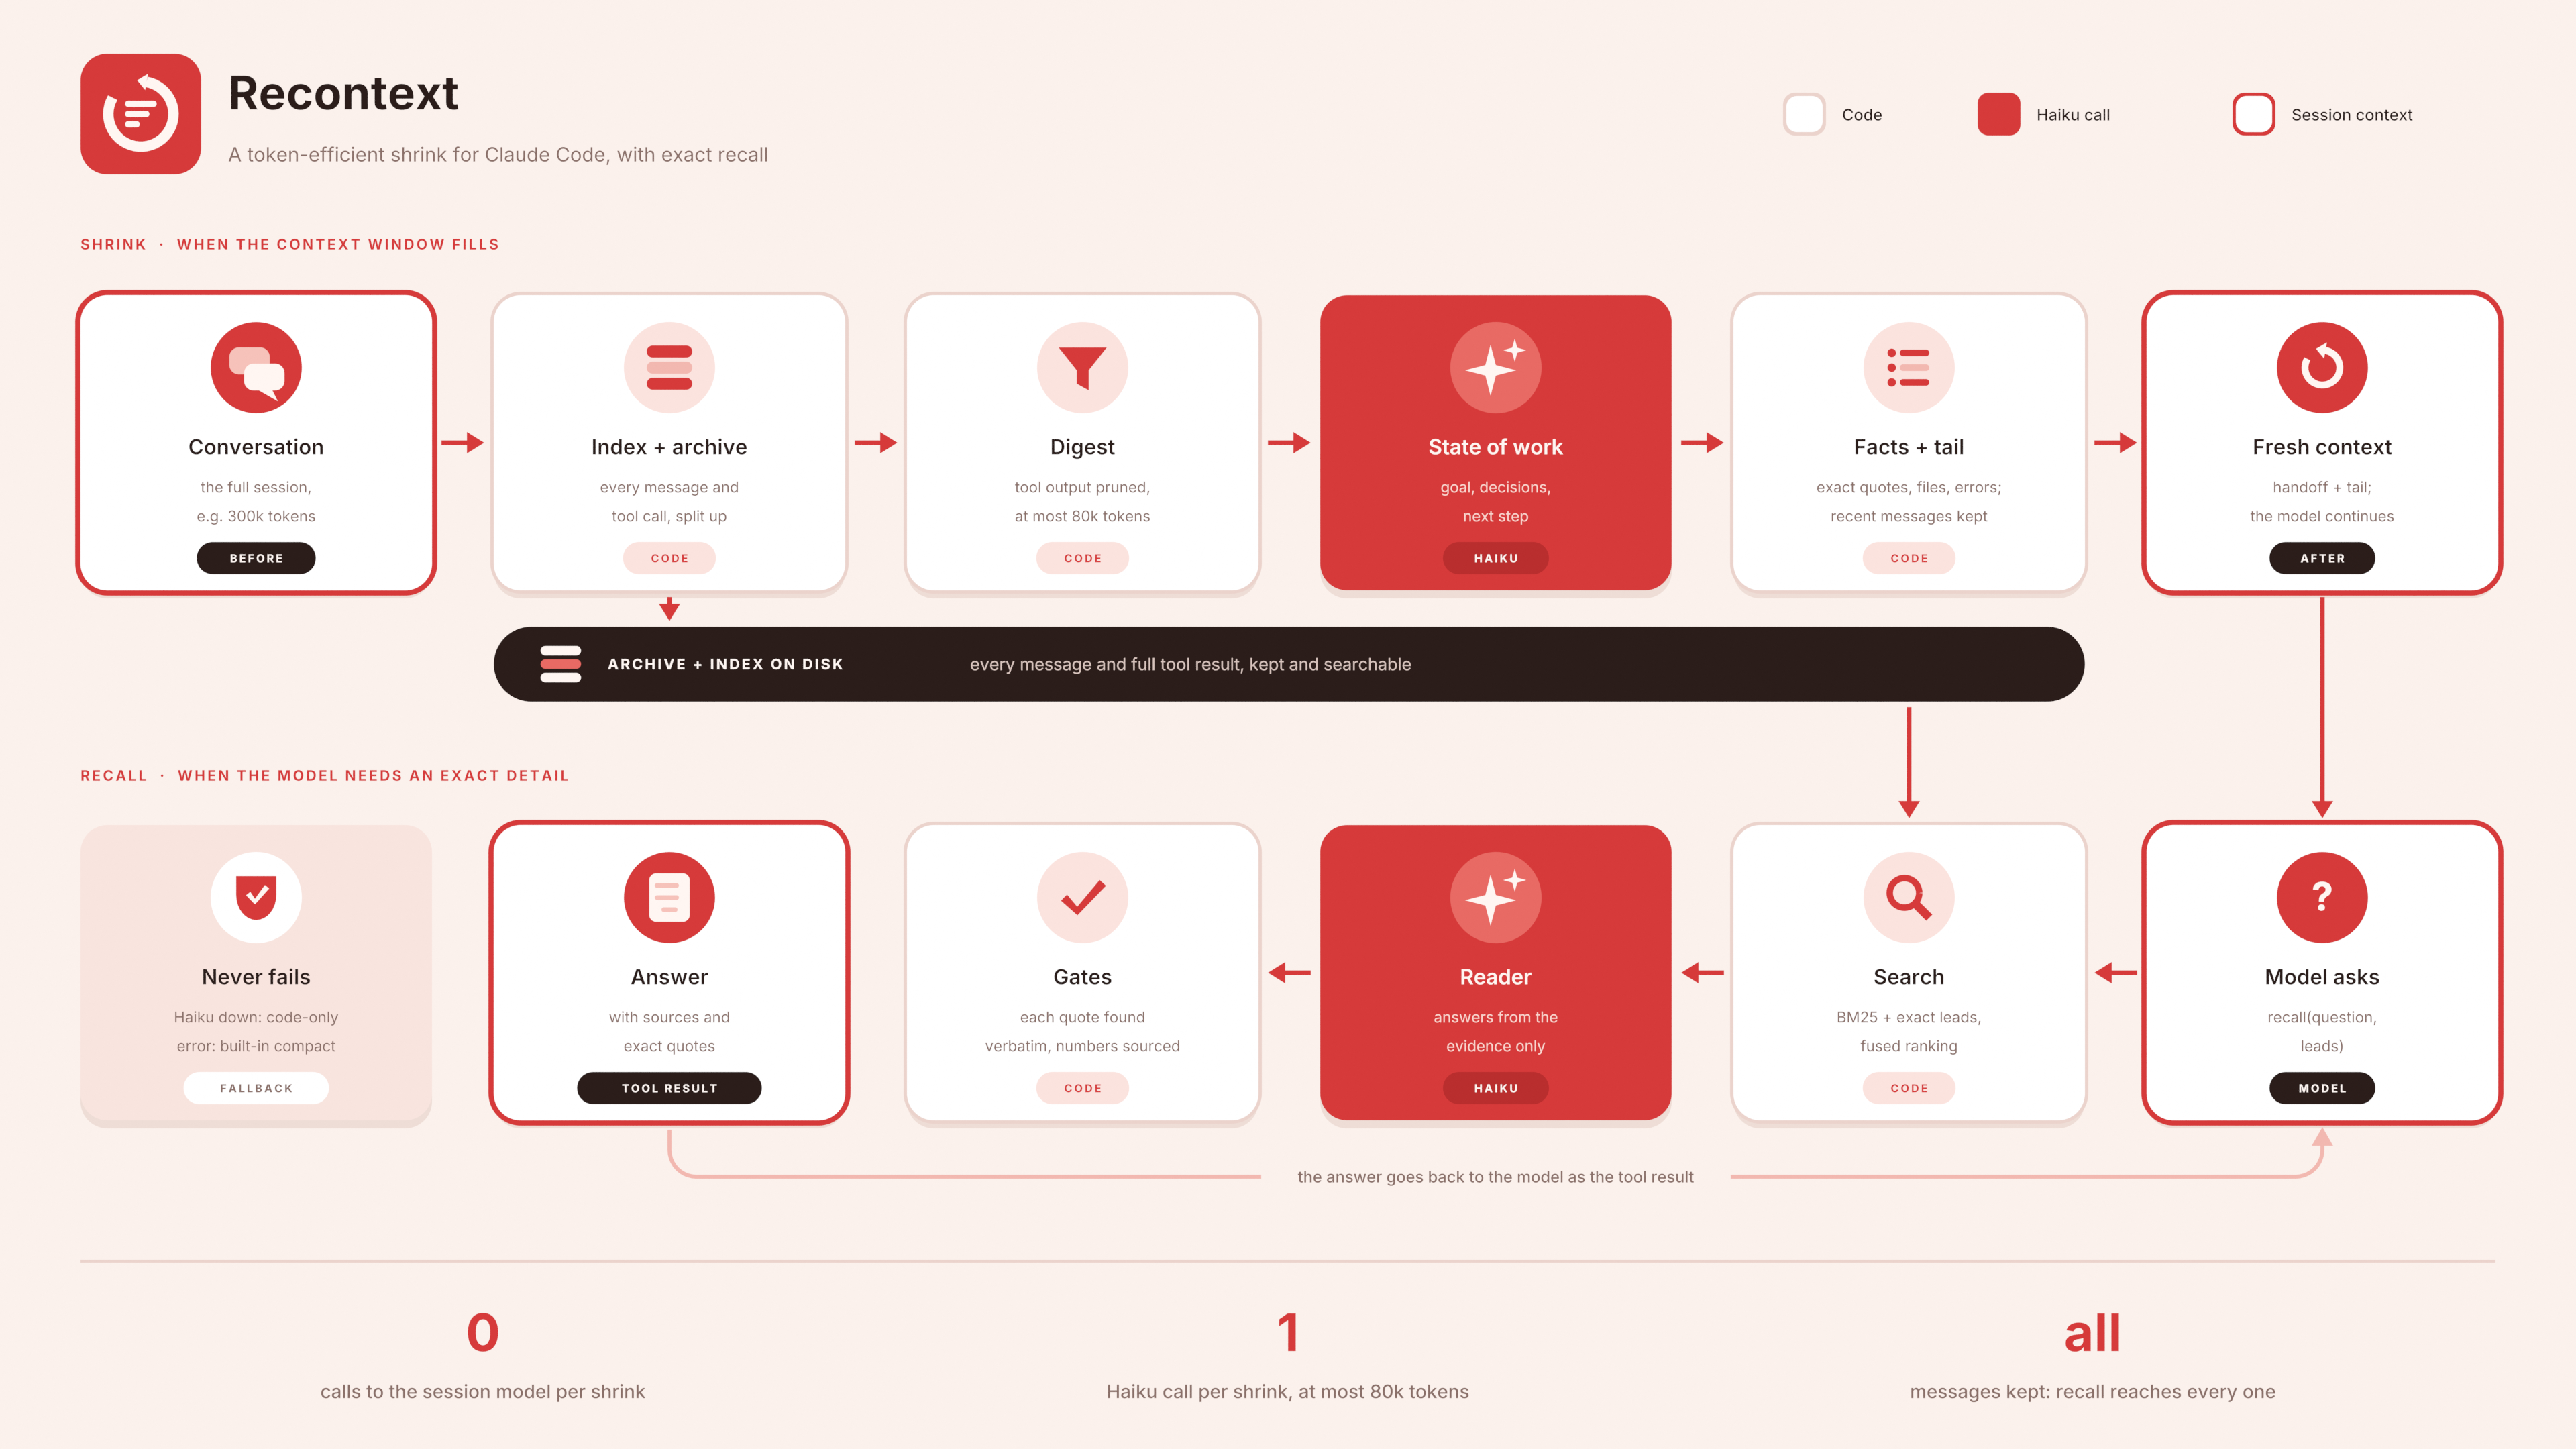 Recontext
A token-efficient shrink for Claude Code, with exact recall
Code
Haiku call
Session context
SHRINK · WHEN THE CONTEXT WINDOW FILLS
Conversation
the full session,
e.g. 300k tokens
BEFORE
Index + archive
every message and
tool call, split up
CODE
Digest
tool output pruned,
at most 80k tokens
CODE
State of work
goal, decisions,
next step
HAIKU
Facts + tail
exact quotes, files, errors;
recent messages kept
CODE
Fresh context
handoff + tail;
the model continues
AFTER
ARCHIVE + INDEX ON DISK
every message and full tool result, kept and searchable
RECALL · WHEN THE MODEL NEEDS AN EXACT DETAIL
Never fails
Haiku down: code-only
error: built-in compact
FALLBACK
Answer
with sources and
exact quotes
TOOL RESULT
Gates
each quote found
verbatim, numbers sourced
CODE
Reader
answers from the
evidence only
HAIKU
Search
BM25 + exact leads,
fused ranking
CODE
?
Model asks
recall(question,
leads)
MODEL
the answer goes back to the model as the tool result
0
calls to the session model per shrink
1
Haiku call per shrink, at most 80k tokens
all
messages kept: recall reaches every one